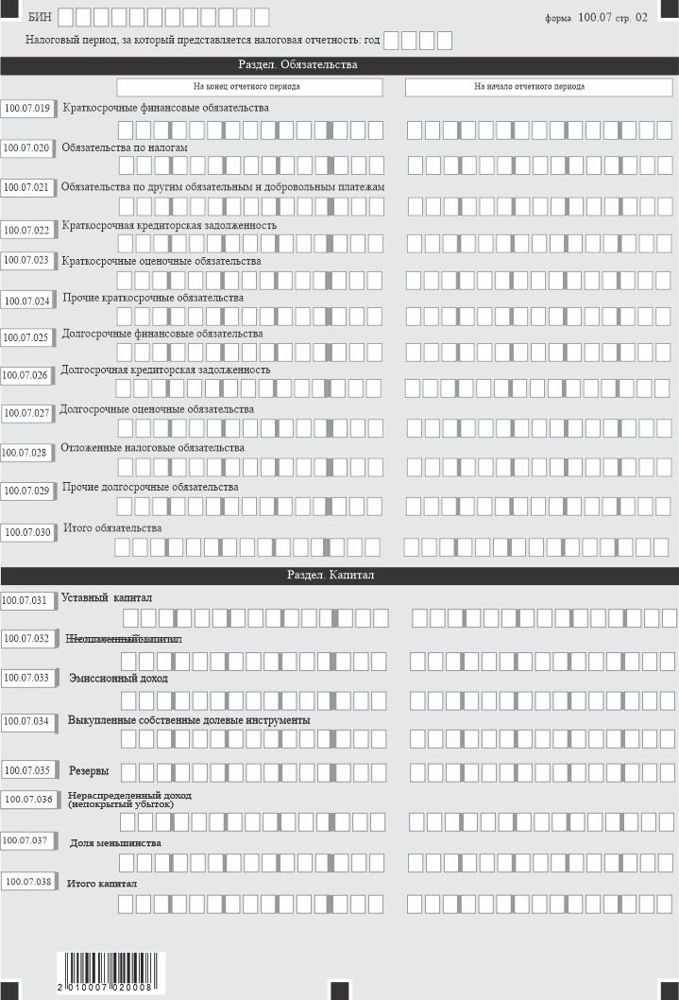 БИН
форма 100.07 стр. 02
Налоговый период, за который представляется налоговая отчетность: год
Раздел. Обязательства
На конец отчетного периода
На начало отчетного периода
100.07.019 Краткосрочные финансовые обязательства
100.07.020 Обязательства по налогам
100.07.021 Обязательства по другим обязательным и добровольным платежам
100.07.022 Краткосрочная кредиторская задолженность
100.07.023 Краткосрочные оценочные обязательства
100.07.024 Прочие краткосрочные обязательства
100.07.025 Долгосрочные финансовые обязательства
100.07.026 Долгосрочная кредиторская задолженность
100.07.027 Долгосрочные оценочные обязательства
100.07.028 Отложенные налоговые обязательства
100.07.029 Прочие долгосрочные обязательства
100.07.030 Итого обязательства
Раздел. Капитал
100.07.031 Уставный капитал
100.07.032 Неоплаченный капитал
100.07.033 Эмиссионный доход
100.07.034 Выкупленные собственные долевые инструменты
100.07.035 Резервы
100.07.036 Нераспределенный доход
(непокрытый убыток)
100.07.037 Доля меньшинства
100.07.038 Итого капитал
2 010007 020008